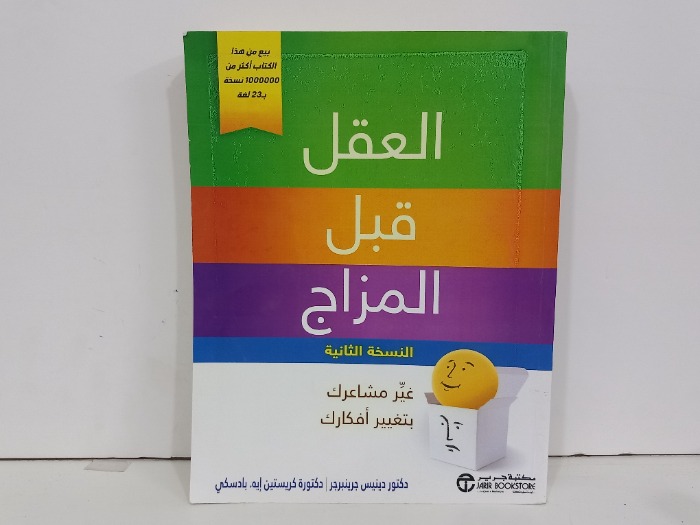 بيع من هذا
الكتاب أكثر من
1000000 نسخة
بـ23 لغة
العقل
قبل
المزاج
النسخة الثانية
غيِّر مشاعرك
بتغيير أفكارك
دكتور دينيس جرينبرجر | دكتورة كريستين إيه. بادسكي
مكتبة جرير
JARIR BOOKSTORE